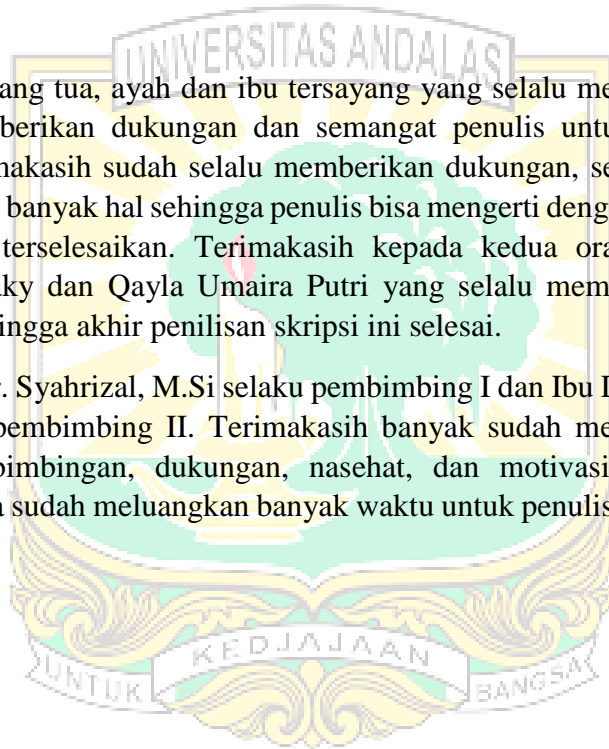 UNIVERSITAS ANDALAS
ang tua, ayah dan ibu tersayang yang selalu me
berikan dukungan dan semangat penulis untu
makasih sudah selalu memberikan dukungan, se
banyak hal sehingga penulis bisa mengerti deng
terselesaikan. Terimakasih kepada kedua ora
aky dan Qayla Umaira Putri yang selalu mem
ingga akhir penilisan skripsi ini selesai.
r. Syahrizal, M.Si selaku pembimbing I dan Ibu D
pembimbing II. Terimakasih banyak sudah me
bimbingan, dukungan, nasehat, dan motivasi
a sudah meluangkan banyak waktu untuk penulis
UNTUK KEDJAJAAN BANGSA